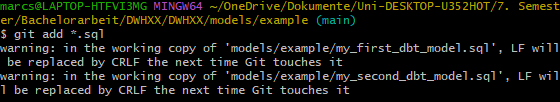 marcs@LAPTOP-HTFVI3MG MINGW64 ~/OneDrive/Dokumente/Uni-DESKTOP-U352HOT/7. Semest
er/Bachelorarbeit/DWHXX/DWHXX/models/example (main)
$ git add *.sql
warning: in the working copy of 'models/example/my_first_dbt_model.sql', LF will
 be replaced by CRLF the next time Git touches it
warning: in the working copy of 'models/example/my_second_dbt_model.sql', LF wil
l be replaced by CRLF the next time Git touches it